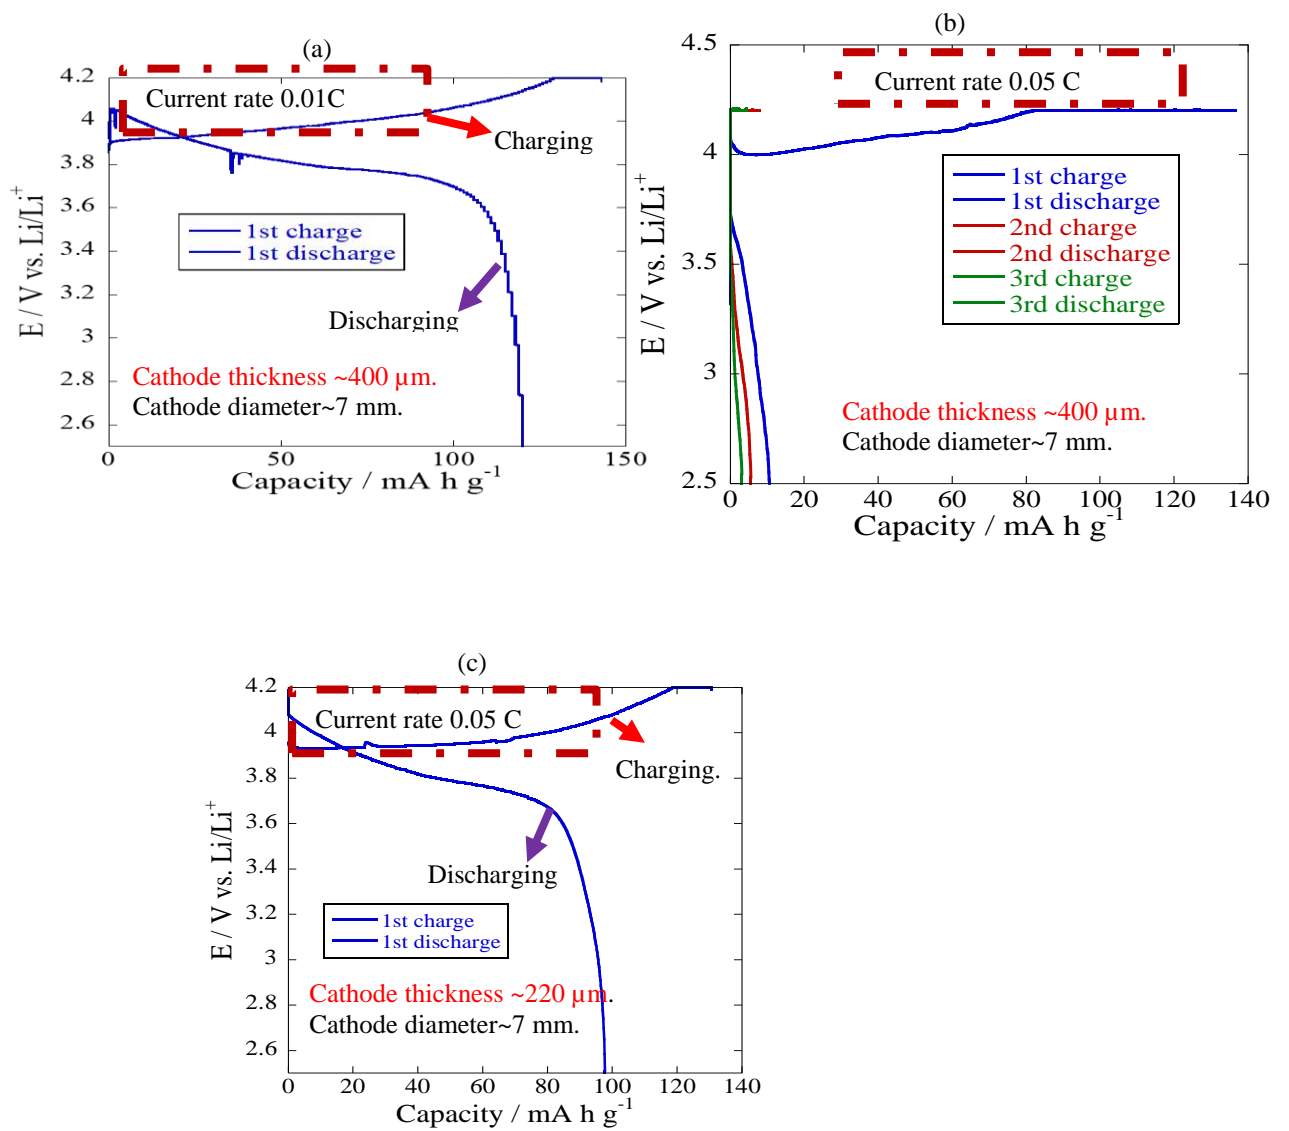 (a)
4.2
4
3.8
3.6
3.4
3.2
3
2.8
2.6
E / V vs. Li/Li⁺
Current rate 0.01C
Charging
1st charge
1st discharge
Discharging
Cathode thickness ~400 µm.
Cathode diameter~7 mm.
0
50
100
150
Capacity / mA h g⁻¹
(b)
4.5
4
3.5
3
2.5
E / V vs. Li/Li⁺
Current rate 0.05 C
1st charge
1st discharge
2nd charge
2nd discharge
3rd charge
3rd discharge
Cathode thickness ~400 µm.
Cathode diameter~7 mm.
0
20
40
60
80
100
120
140
Capacity / mA h g⁻¹
(c)
4.2
4
3.8
3.6
3.4
3.2
3
2.8
2.6
E / V vs. Li/Li⁺
Current rate 0.05 C
Charging.
Discharging
1st charge
1st discharge
Cathode thickness ~220 µm.
Cathode diameter~7 mm.
0
20
40
60
80
100
120
140
Capacity / mA h g⁻¹